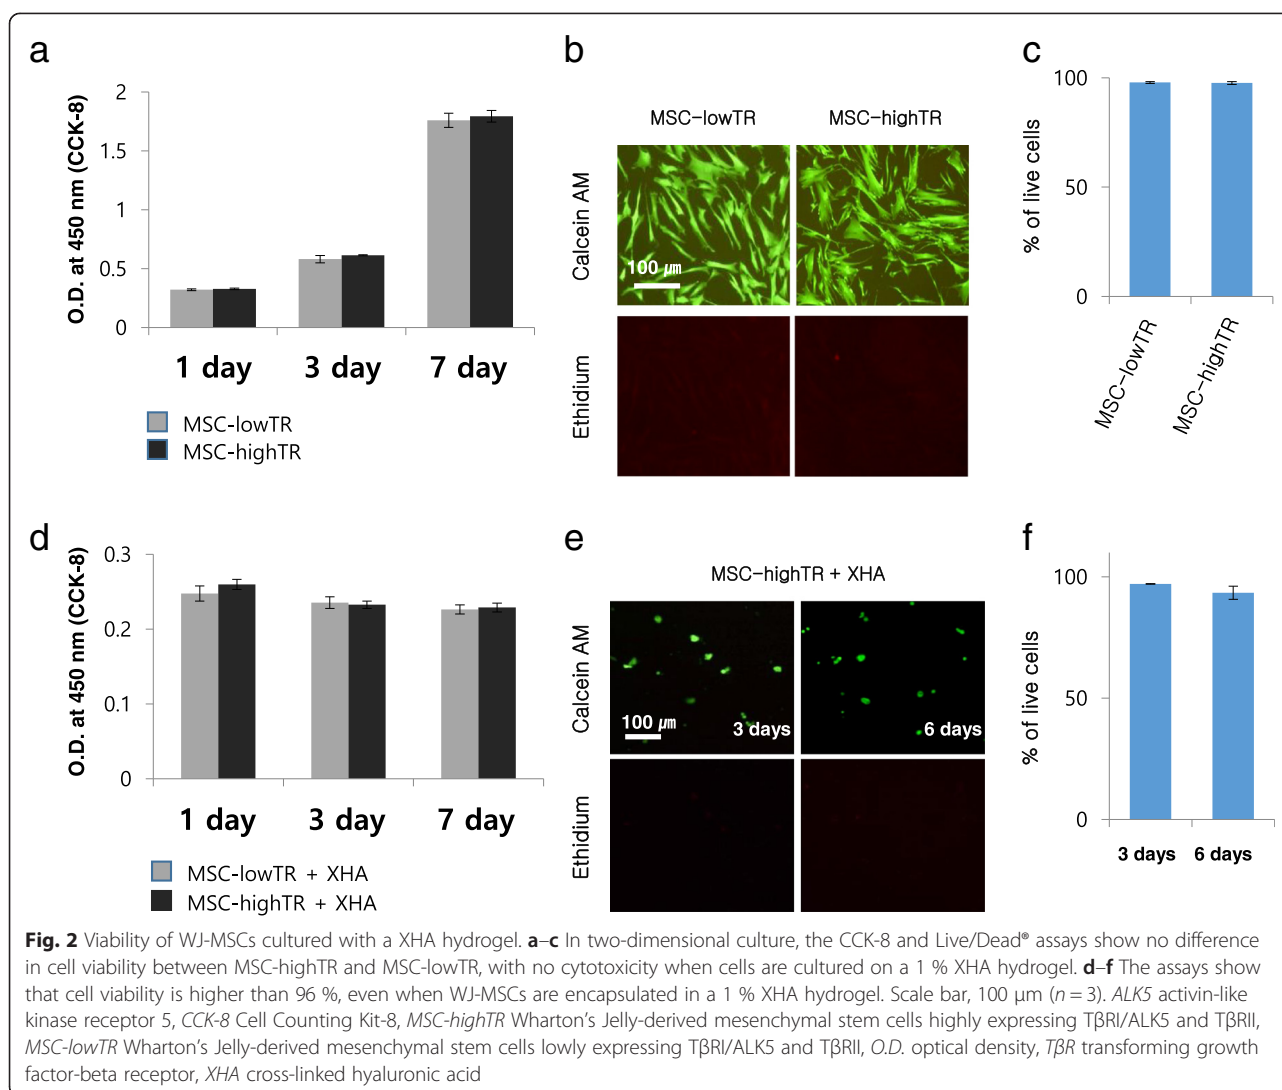 a
O.D. at 450 nm (CCK-8)
2
1.5
1
0.5
0
1 day 3 day 7 day
MSC-lowTR
MSC-highTR
b
MSC-lowTR MSC-highTR
Calcein AM
100 μm
Ethidium
c
% of live cells
100
50
0
MSC-lowTR
MSC-highTR
d
O.D. at 450 nm (CCK-8)
0.3
0.2
0.1
0
1 day 3 day 7 day
MSC-lowTR + XHA
MSC-highTR + XHA
e
MSC-highTR + XHA
Calcein AM
100 μm
3 days
6 days
Ethidium
f
% of live cells
100
50
0
3 days 6 days
Fig. 2 Viability of WJ-MSCs cultured with a XHA hydrogel. a–c In two-dimensional culture, the CCK-8 and Live/Dead® assays show no difference
in cell viability between MSC-highTR and MSC-lowTR, with no cytotoxicity when cells are cultured on a 1 % XHA hydrogel. d–f The assays show
that cell viability is higher than 96 %, even when WJ-MSCs are encapsulated in a 1 % XHA hydrogel. Scale bar, 100 μm (n = 3). ALK5 activin-like
kinase receptor 5, CCK-8 Cell Counting Kit-8, MSC-highTR Wharton's Jelly-derived mesenchymal stem cells highly expressing TβRI/ALK5 and TβRII,
MSC-lowTR Wharton's Jelly-derived mesenchymal stem cells lowly expressing TβRI/ALK5 and TβRII, O.D. optical density, TβR transforming growth
factor-beta receptor, XHA cross-linked hyaluronic acid